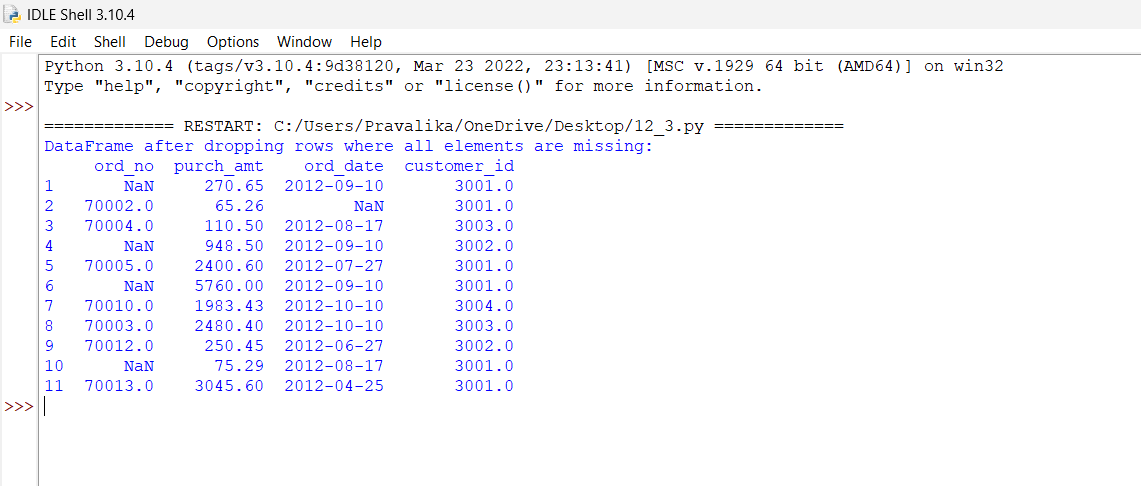 IDLE Shell 3.10.4
File Edit Shell Debug Options Window Help
Python 3.10.4 (tags/v3.10.4:9d38120, Mar 23 2022, 23:13:41) [MSC v.1929 64 bit (AMD64)] on win32
Type "help", "copyright", "credits" or "license()" for more information.
>>>
============= RESTART: C:/Users/Pravalika/OneDrive/Desktop/12_3.py =============
DataFrame after dropping rows where all elements are missing:
     ord_no  purch_amt    ord_date  customer_id
1       NaN     270.65  2012-09-10       3001.0
2   70002.0      65.26         NaN       3001.0
3   70004.0     110.50  2012-08-17       3003.0
4       NaN     948.50  2012-09-10       3002.0
5   70005.0    2400.60  2012-07-27       3001.0
6       NaN    5760.00  2012-09-10       3001.0
7   70010.0    1983.43  2012-10-10       3004.0
8   70003.0    2480.40  2012-10-10       3003.0
9   70012.0     250.45  2012-06-27       3002.0
10      NaN      75.29  2012-08-17       3001.0
11  70013.0    3045.60  2012-04-25       3001.0
>>>